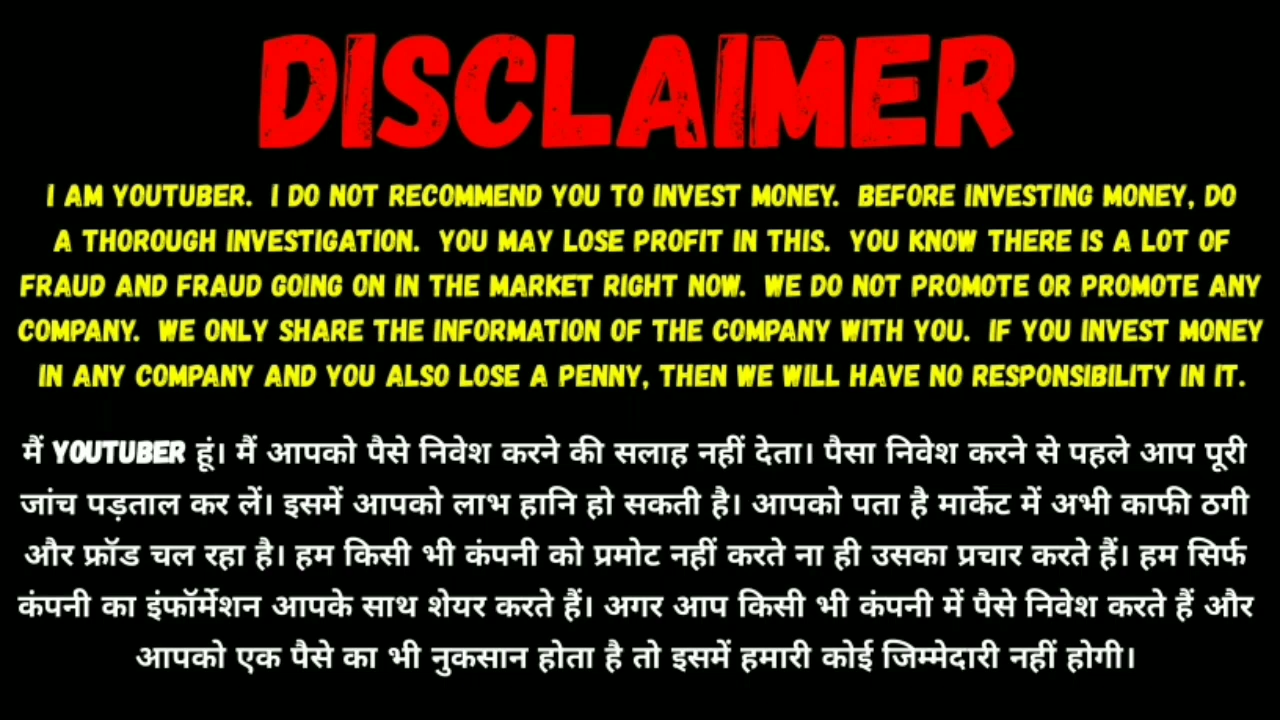 DISCLAIMER
I AM YOUTUBER. I DO NOT RECOMMEND YOU TO INVEST MONEY. BEFORE INVESTING MONEY, DO
A THOROUGH INVESTIGATION. YOU MAY LOSE PROFIT IN THIS. YOU KNOW THERE IS A LOT OF
FRAUD AND FRAUD GOING ON IN THE MARKET RIGHT NOW. WE DO NOT PROMOTE OR PROMOTE ANY
COMPANY. WE ONLY SHARE THE INFORMATION OF THE COMPANY WITH YOU. IF YOU INVEST MONEY
IN ANY COMPANY AND YOU ALSO LOSE A PENNY, THEN WE WILL HAVE NO RESPONSIBILITY IN IT.
मैं YOUTUBER हूं। मैं आपको पैसे निवेश करने की सलाह नहीं देता। पैसा निवेश करने से पहले आप पूरी
जांच पड़ताल कर लें। इसमें आपको लाभ हानि हो सकती है। आपको पता है मार्केट में अभी काफी ठगी
और फ्रॉड चल रहा है। हम किसी भी कंपनी को प्रमोट नहीं करते ना ही उसका प्रचार करते हैं। हम सिर्फ
कंपनी का इंफॉर्मेशन आपके साथ शेयर करते हैं। अगर आप किसी भी कंपनी में पैसे निवेश करते हैं और
आपको एक पैसे का भी नुकसान होता है तो इसमें हमारी कोई जिम्मेदारी नहीं होगी।